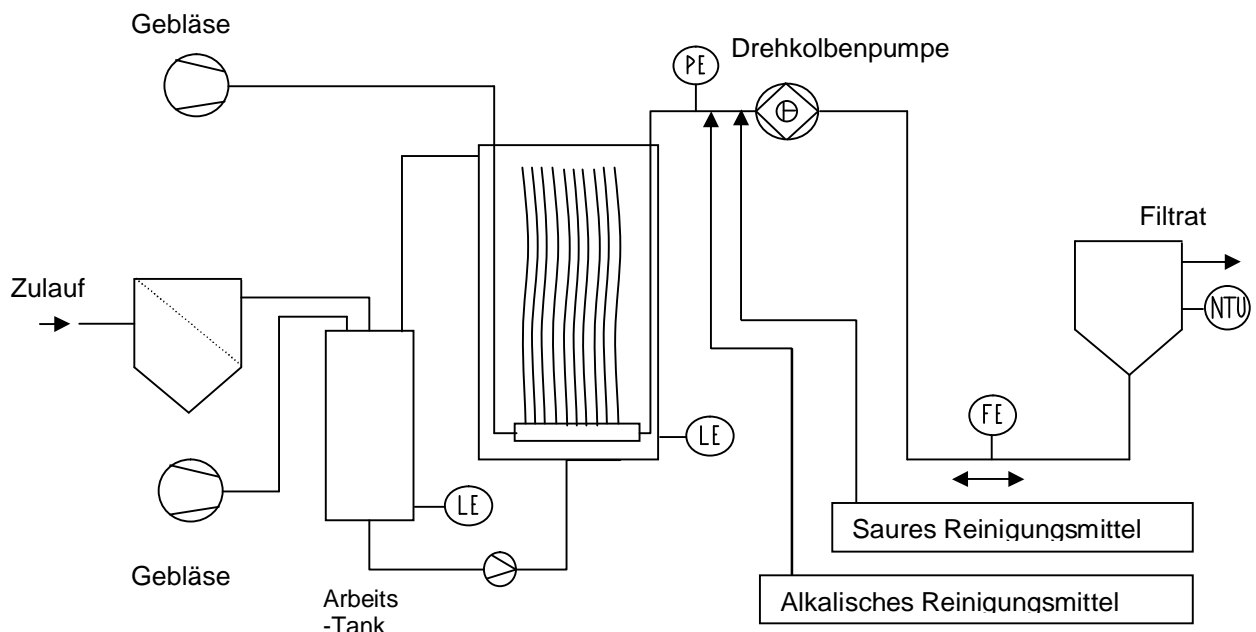 Gebläse
Drehkolbenpumpe
PE
Filtrat
Zulauf
NTU
FE
LE
LE
Saures Reinigungsmittel
Gebläse
Arbeits
-Tank
Alkalisches Reinigungsmittel